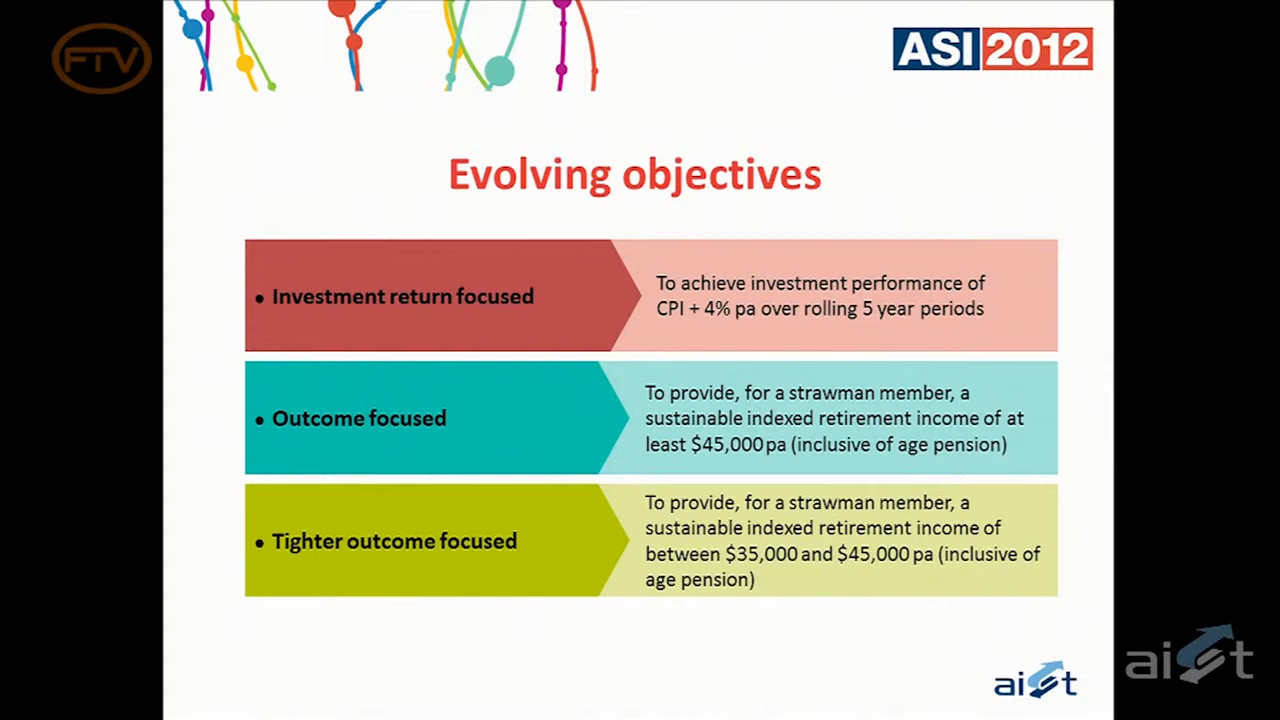 FTV
ASI 2012
Evolving objectives
• Investment return focused
To achieve investment performance of
CPI + 4% pa over rolling 5 year periods
• Outcome focused
To provide, for a strawman member, a
sustainable indexed retirement income of at
least $45,000 pa (inclusive of age pension)
• Tighter outcome focused
To provide, for a strawman member, a
sustainable indexed retirement income of
between $35,000 and $45,000 pa (inclusive of
age pension)
aist
aist